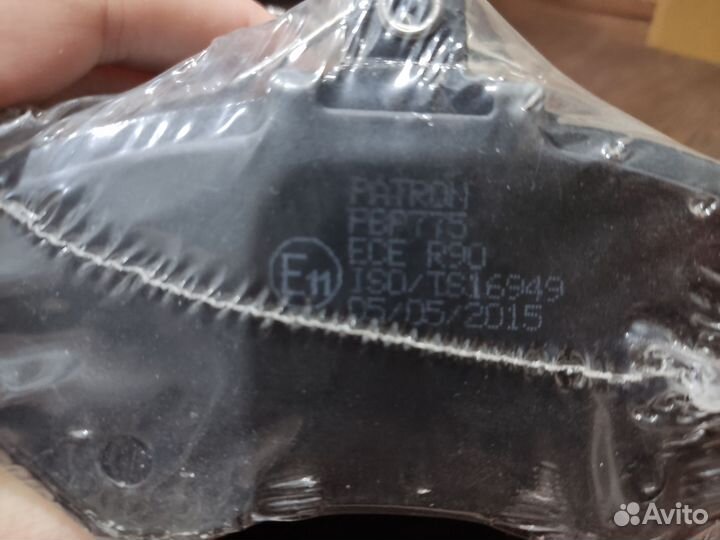 PATRON
PBP775
ECE R90
E11
ISO/TS16949
05/05/2015
Avito